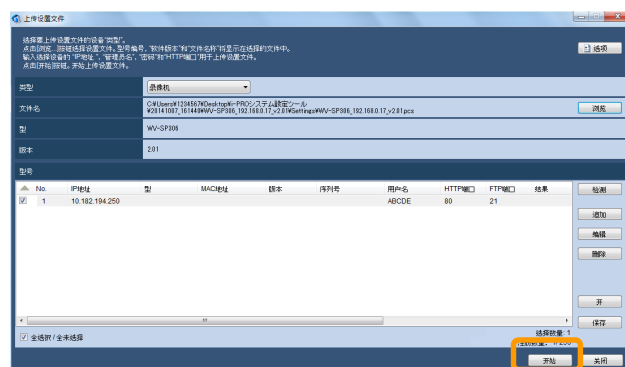 上传设置文件
选择要上传设置文件的设备"类型"。
点击[浏览...]按钮选择设置文件。型号编号，"软件版本"和"文件名称"将显示在选择的文件中。
输入选择设备的 "IP地址 "，"管理员名"，"密码"和"HTTP端口"用于上传设置文件。
点击[开始]按钮。开始上传设置文件。
选项
类型 录像机
文件名 C:¥Users¥1234567¥Desktop¥i-PROシステム設定ツール
¥20141007_161449¥WV-SP306_192.168.0.17_v2.01¥Settings¥WV-SP306_192.168.0.17_v2.01.pcs 浏览
型 WV-SP306
版本 2.01
型号
No. IP地址 型 MAC地址 版本 序列号 用户名 HTTP端口 FTP端口 结果 检测
1 10.182.194.250 ABCDE 80 21
追加
编辑
删除
开
保存
全选択 / 全未选择 选择数量: 1
开始 关闭